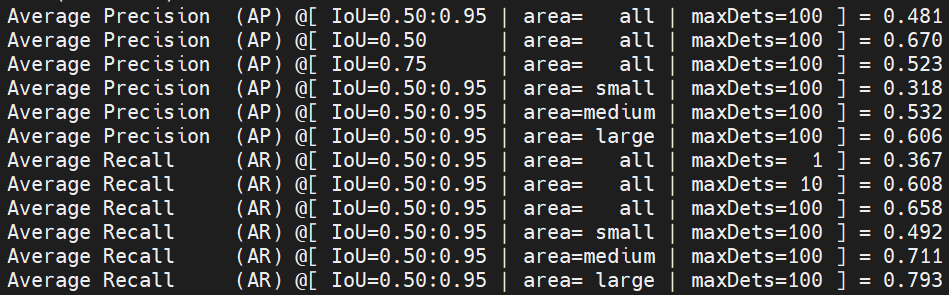 Average Precision  (AP) @[ IoU=0.50:0.95 | area=   all | maxDets=100 ] = 0.481
Average Precision  (AP) @[ IoU=0.50      | area=   all | maxDets=100 ] = 0.670
Average Precision  (AP) @[ IoU=0.75      | area=   all | maxDets=100 ] = 0.523
Average Precision  (AP) @[ IoU=0.50:0.95 | area= small | maxDets=100 ] = 0.318
Average Precision  (AP) @[ IoU=0.50:0.95 | area=medium | maxDets=100 ] = 0.532
Average Precision  (AP) @[ IoU=0.50:0.95 | area= large | maxDets=100 ] = 0.606
Average Recall     (AR) @[ IoU=0.50:0.95 | area=   all | maxDets=  1 ] = 0.367
Average Recall     (AR) @[ IoU=0.50:0.95 | area=   all | maxDets= 10 ] = 0.608
Average Recall     (AR) @[ IoU=0.50:0.95 | area=   all | maxDets=100 ] = 0.658
Average Recall     (AR) @[ IoU=0.50:0.95 | area= small | maxDets=100 ] = 0.492
Average Recall     (AR) @[ IoU=0.50:0.95 | area=medium | maxDets=100 ] = 0.711
Average Recall     (AR) @[ IoU=0.50:0.95 | area= large | maxDets=100 ] = 0.793